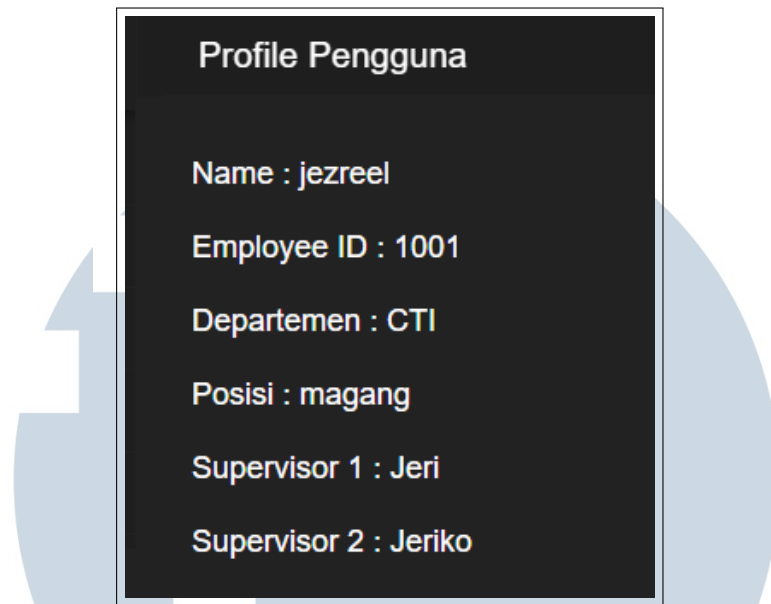 Profile Pengguna
Name : jezreel
Employee ID : 1001
Departemen : CTI
Posisi : magang
Supervisor 1 : Jeri
Supervisor 2 : Jeriko